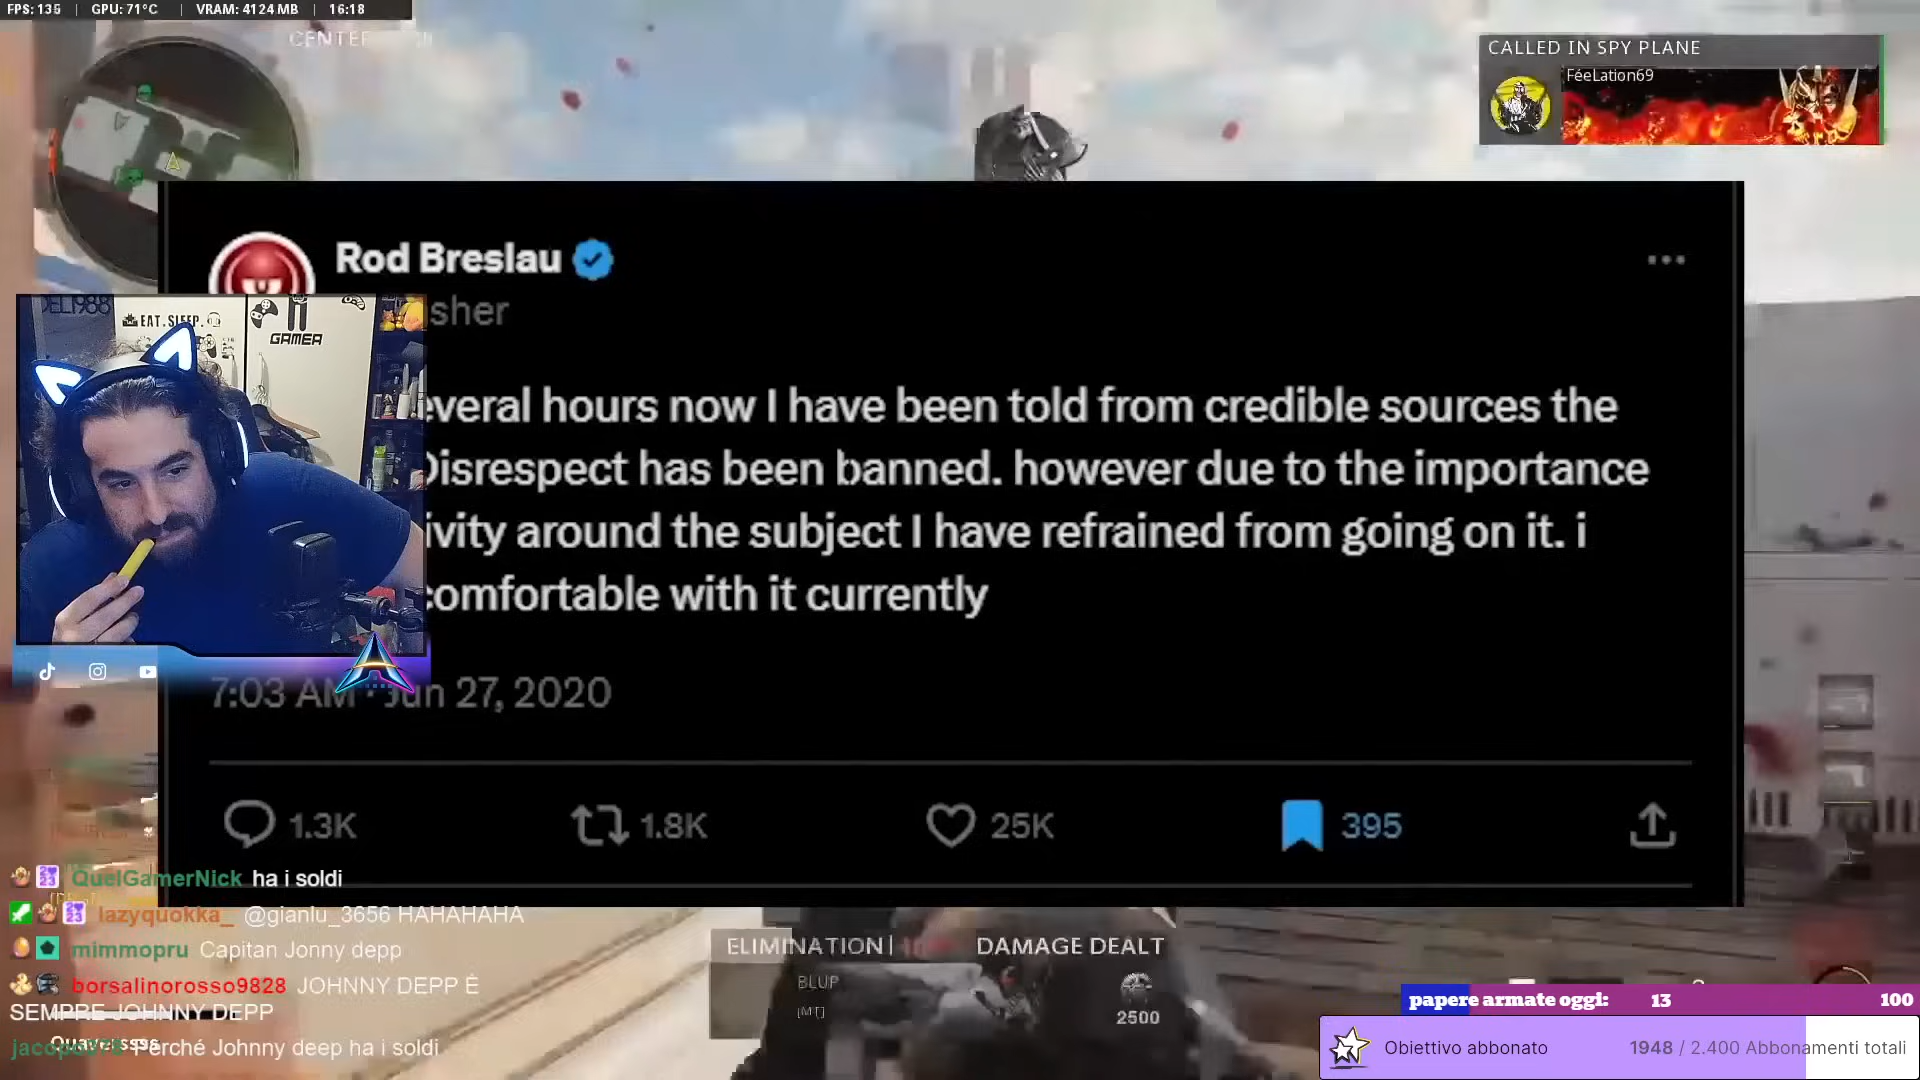 FPS: 135 | GPU: 71°C | VRAM: 4124 MB | 16:18
CALLED IN SPY PLANE
FéeLation69
Rod Breslau
sher
everal hours now I have been told from credible sources the
Disrespect has been banned. however due to the importance
ivity around the subject I have refrained from going on it. i
comfortable with it currently
7:03 AM · Jun 27, 2020
1.3K 1.8K 25K 395
EAT.SLEEP.
GAMER
QuelGamerNick ha i soldi
lazyquokka_ @gianlu_3656 HAHAHAHA
mimmopru Capitan Jonny depp
borsalinorosso9828 JOHNNY DEPP È
SEMPRE JOHNNY DEPP
jacopo378 Perché Johnny deep ha i soldi
ELIMINATION| DAMAGE DEALT
BLUP
2500
papere armate oggi: 13 100
Obiettivo abbonato 1948 / 2.400 Abbonamenti totali